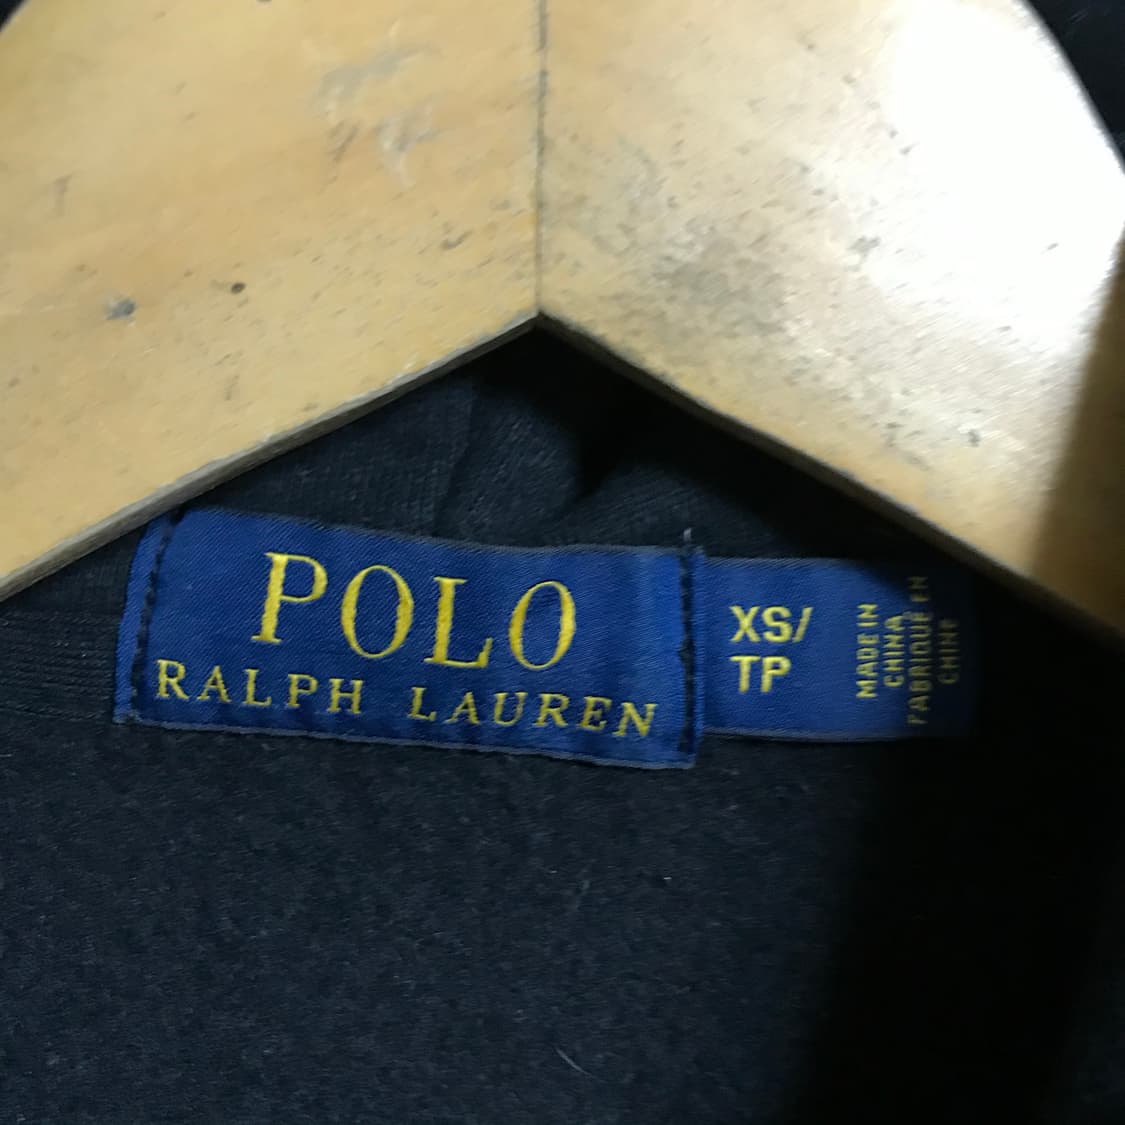 POLO
RALPH LAUREN
XS/
TP
MADE IN
CHINA
FABRIQUÉ EN
CHINE